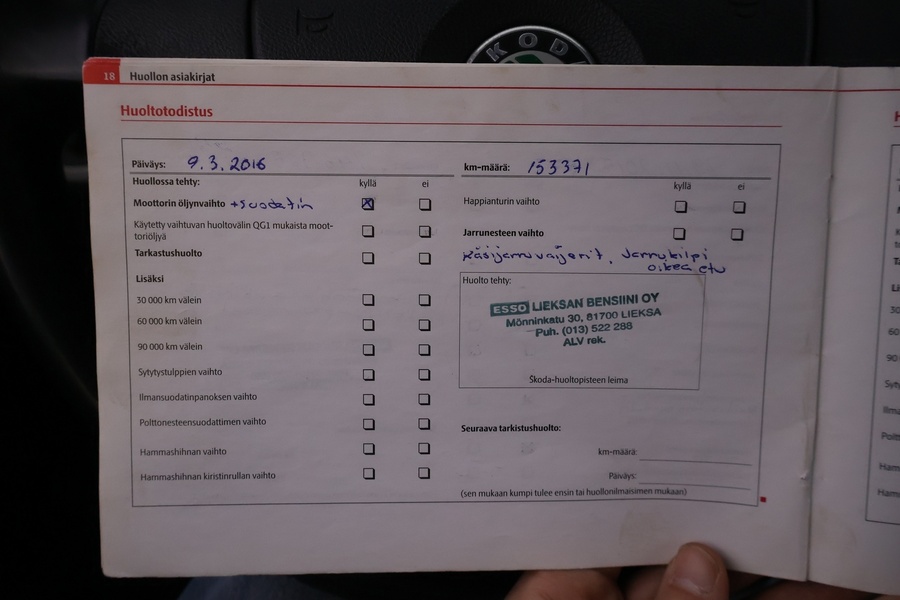 ŠKODA
18 Huollon asiakirjat
Huoltotodistus
Päiväys: 9.3.2016
Huollossa tehty: kyllä ei
Moottorin öljynvaihto +suodatin
Käytetty vaihtuvan huoltovälin QG1 mukaista moot-
toriöljyä
Tarkastushuolto
Lisäksi
30 000 km välein
60 000 km välein
90 000 km välein
Sytytystulppien vaihto
Ilmansuodatinpanoksen vaihto
Polttonesteensuodattimen vaihto
Hammashihnan vaihto
Hammashihnan kiristinrullan vaihto
km-määrä: 153371
kyllä ei
Happianturin vaihto
Jarrunesteen vaihto
Käsijarruvaijerit, Jarrukilpi
oikea etu
Huolto tehty:
ESSO LIEKSAN BENSIINI OY
Mönninkatu 30, 81700 LIEKSA
Puh. (013) 522 288
ALV rek.
Škoda-huoltopisteen leima
Seuraava tarkistushuolto:
km-määrä:
Päiväys:
(sen mukaan kumpi tulee ensin tai huollonilmaisimen mukaan)